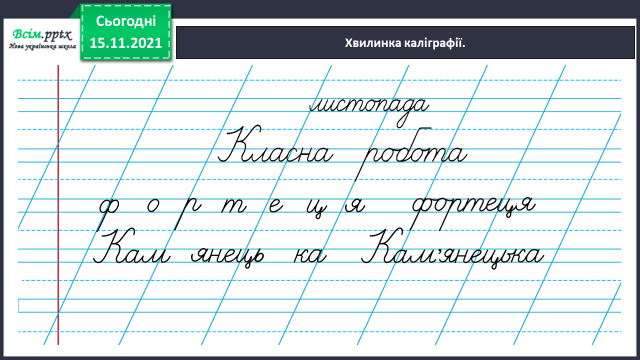 Всім.pptx
Нова українська школа
Сьогодні
15.11.2021
Хвилинка каліграфії.
листопада
Класна робота
ф о р т е ц я фортеця
Кам янець ка Кам'янецька